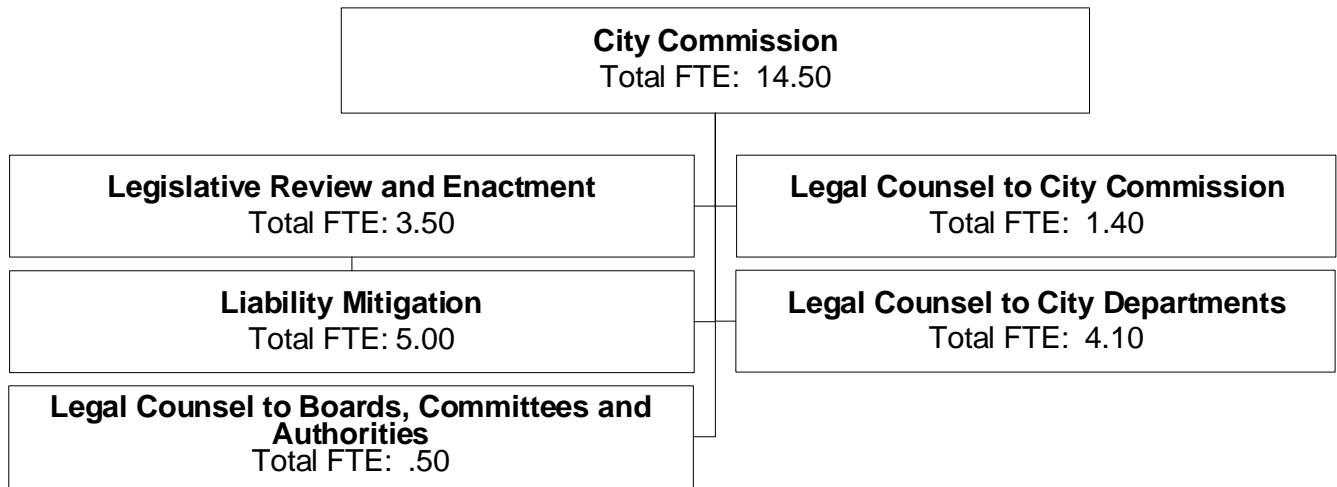 City Commission
Total FTE: 14.50
Legislative Review and Enactment
Total FTE: 3.50
Legal Counsel to City Commission
Total FTE: 1.40
Liability Mitigation
Total FTE: 5.00
Legal Counsel to City Departments
Total FTE: 4.10
Legal Counsel to Boards, Committees and
Authorities
Total FTE: .50